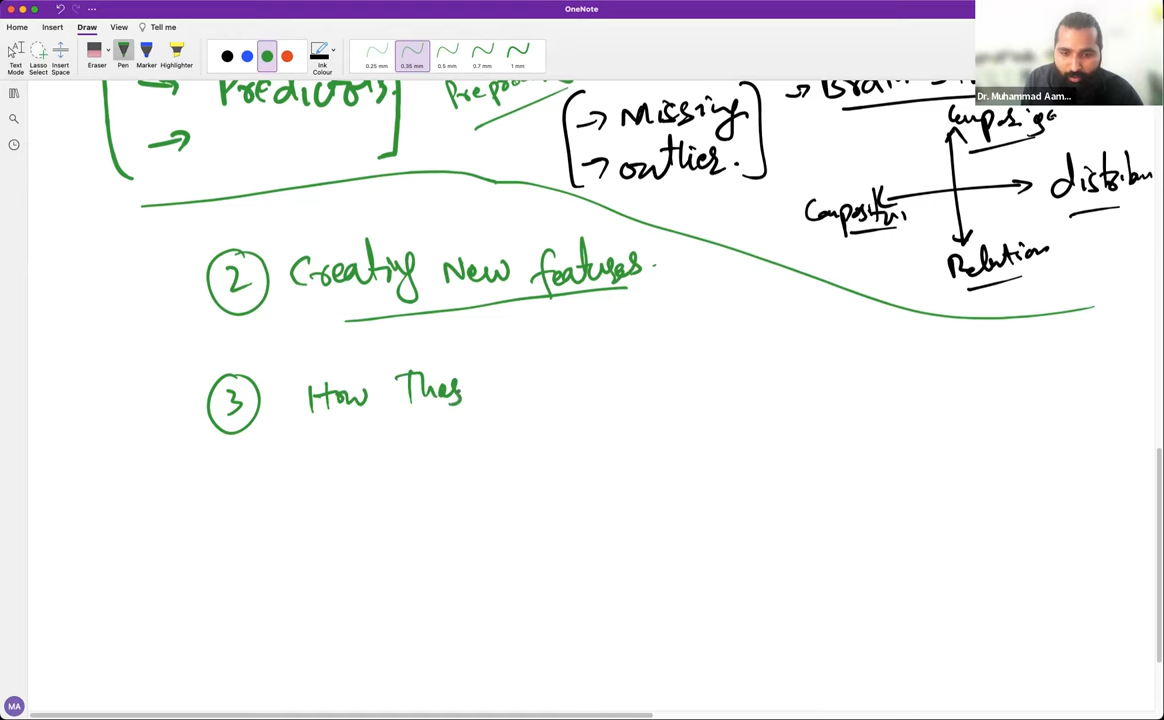 OneNote
Home Insert Draw View Tell me
Text Mode
Lasso Select
Insert Space
Eraser
Pen
Marker
Highlighter
Ink Colour
0.25 mm
0.35 mm
0.5 mm
0.7 mm
1 mm
Dr. Muhammad Aam...
Predictors.
→ Missing
→ outlier.
distribu
Relation
2 Creating New features.
3 How Thes
MA